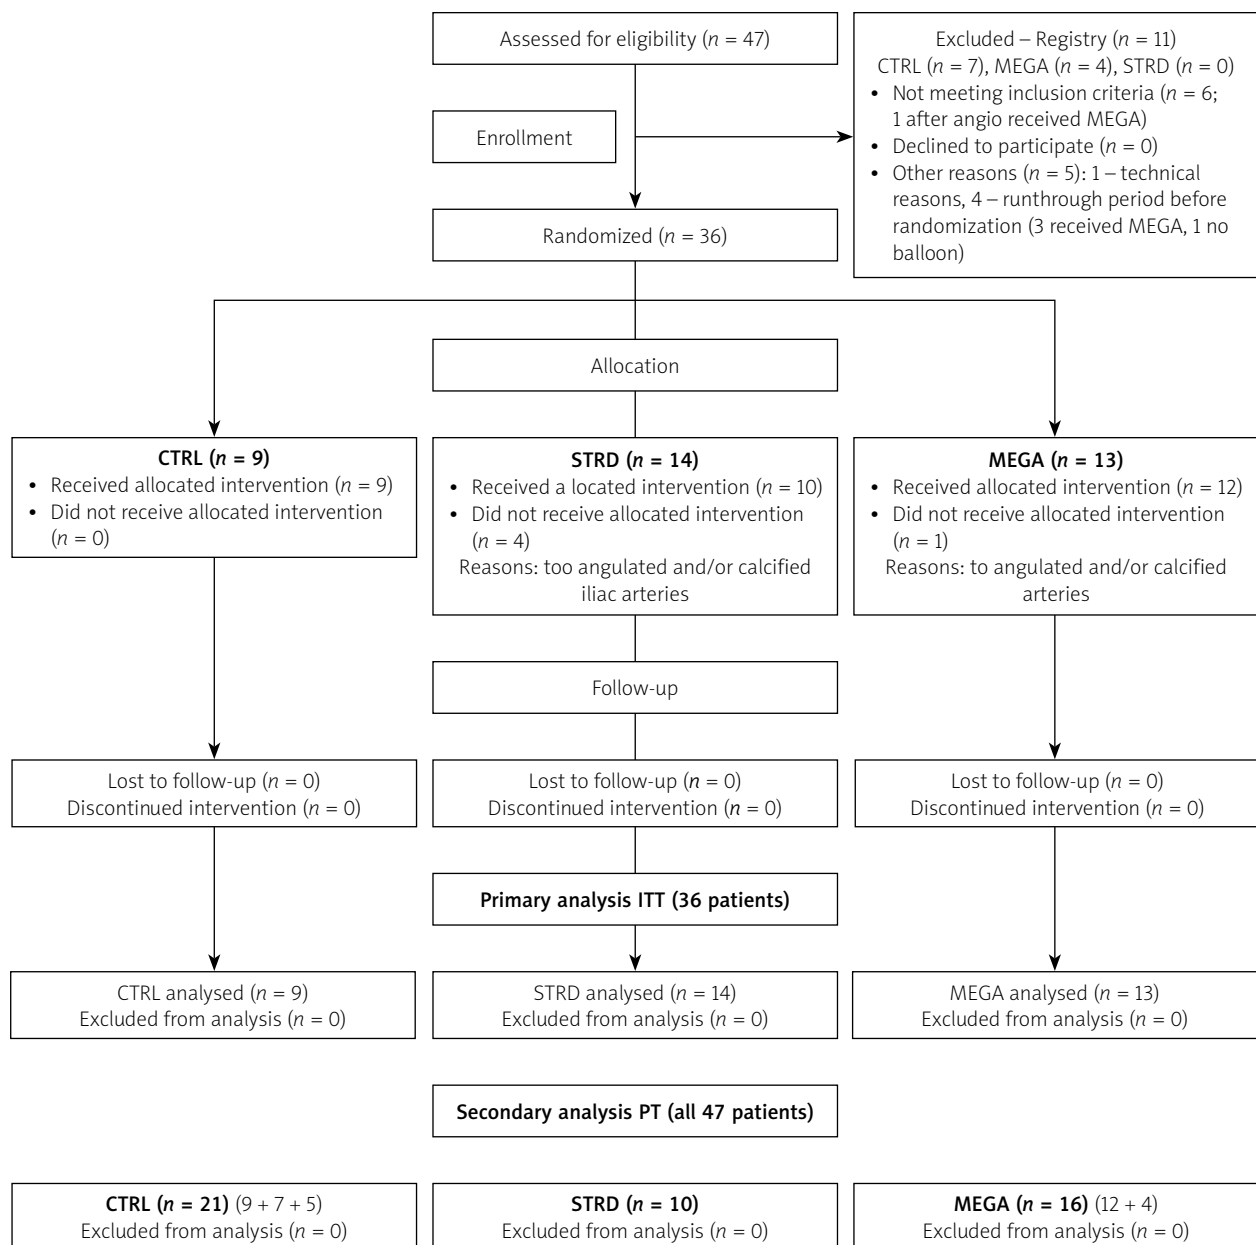 Assessed for eligibility (n = 47)
Excluded – Registry (n = 11)
CTRL (n = 7), MEGA (n = 4), STRD (n = 0)
• Not meeting inclusion criteria (n = 6;
1 after angio received MEGA)
• Declined to participate (n = 0)
• Other reasons (n = 5): 1 – technical
reasons, 4 – runthrough period before
randomization (3 received MEGA, 1 no
balloon)
Enrollment
Randomized (n = 36)
Allocation
CTRL (n = 9)
• Received allocated intervention (n = 9)
• Did not receive allocated intervention
(n = 0)
STRD (n = 14)
• Received a located intervention (n = 10)
• Did not receive allocated intervention
(n = 4)
Reasons: too angulated and/or calcified
iliac arteries
MEGA (n = 13)
• Received allocated intervention (n = 12)
• Did not receive allocated intervention
(n = 1)
Reasons: to angulated and/or calcified
arteries
Follow-up
Lost to follow-up (n = 0)
Discontinued intervention (n = 0)
Lost to follow-up (n = 0)
Discontinued intervention (n = 0)
Lost to follow-up (n = 0)
Discontinued intervention (n = 0)
Primary analysis ITT (36 patients)
CTRL analysed (n = 9)
Excluded from analysis (n = 0)
STRD analysed (n = 14)
Excluded from analysis (n = 0)
MEGA analysed (n = 13)
Excluded from analysis (n = 0)
Secondary analysis PT (all 47 patients)
CTRL (n = 21) (9 + 7 + 5)
Excluded from analysis (n = 0)
STRD (n = 10)
Excluded from analysis (n = 0)
MEGA (n = 16) (12 + 4)
Excluded from analysis (n = 0)